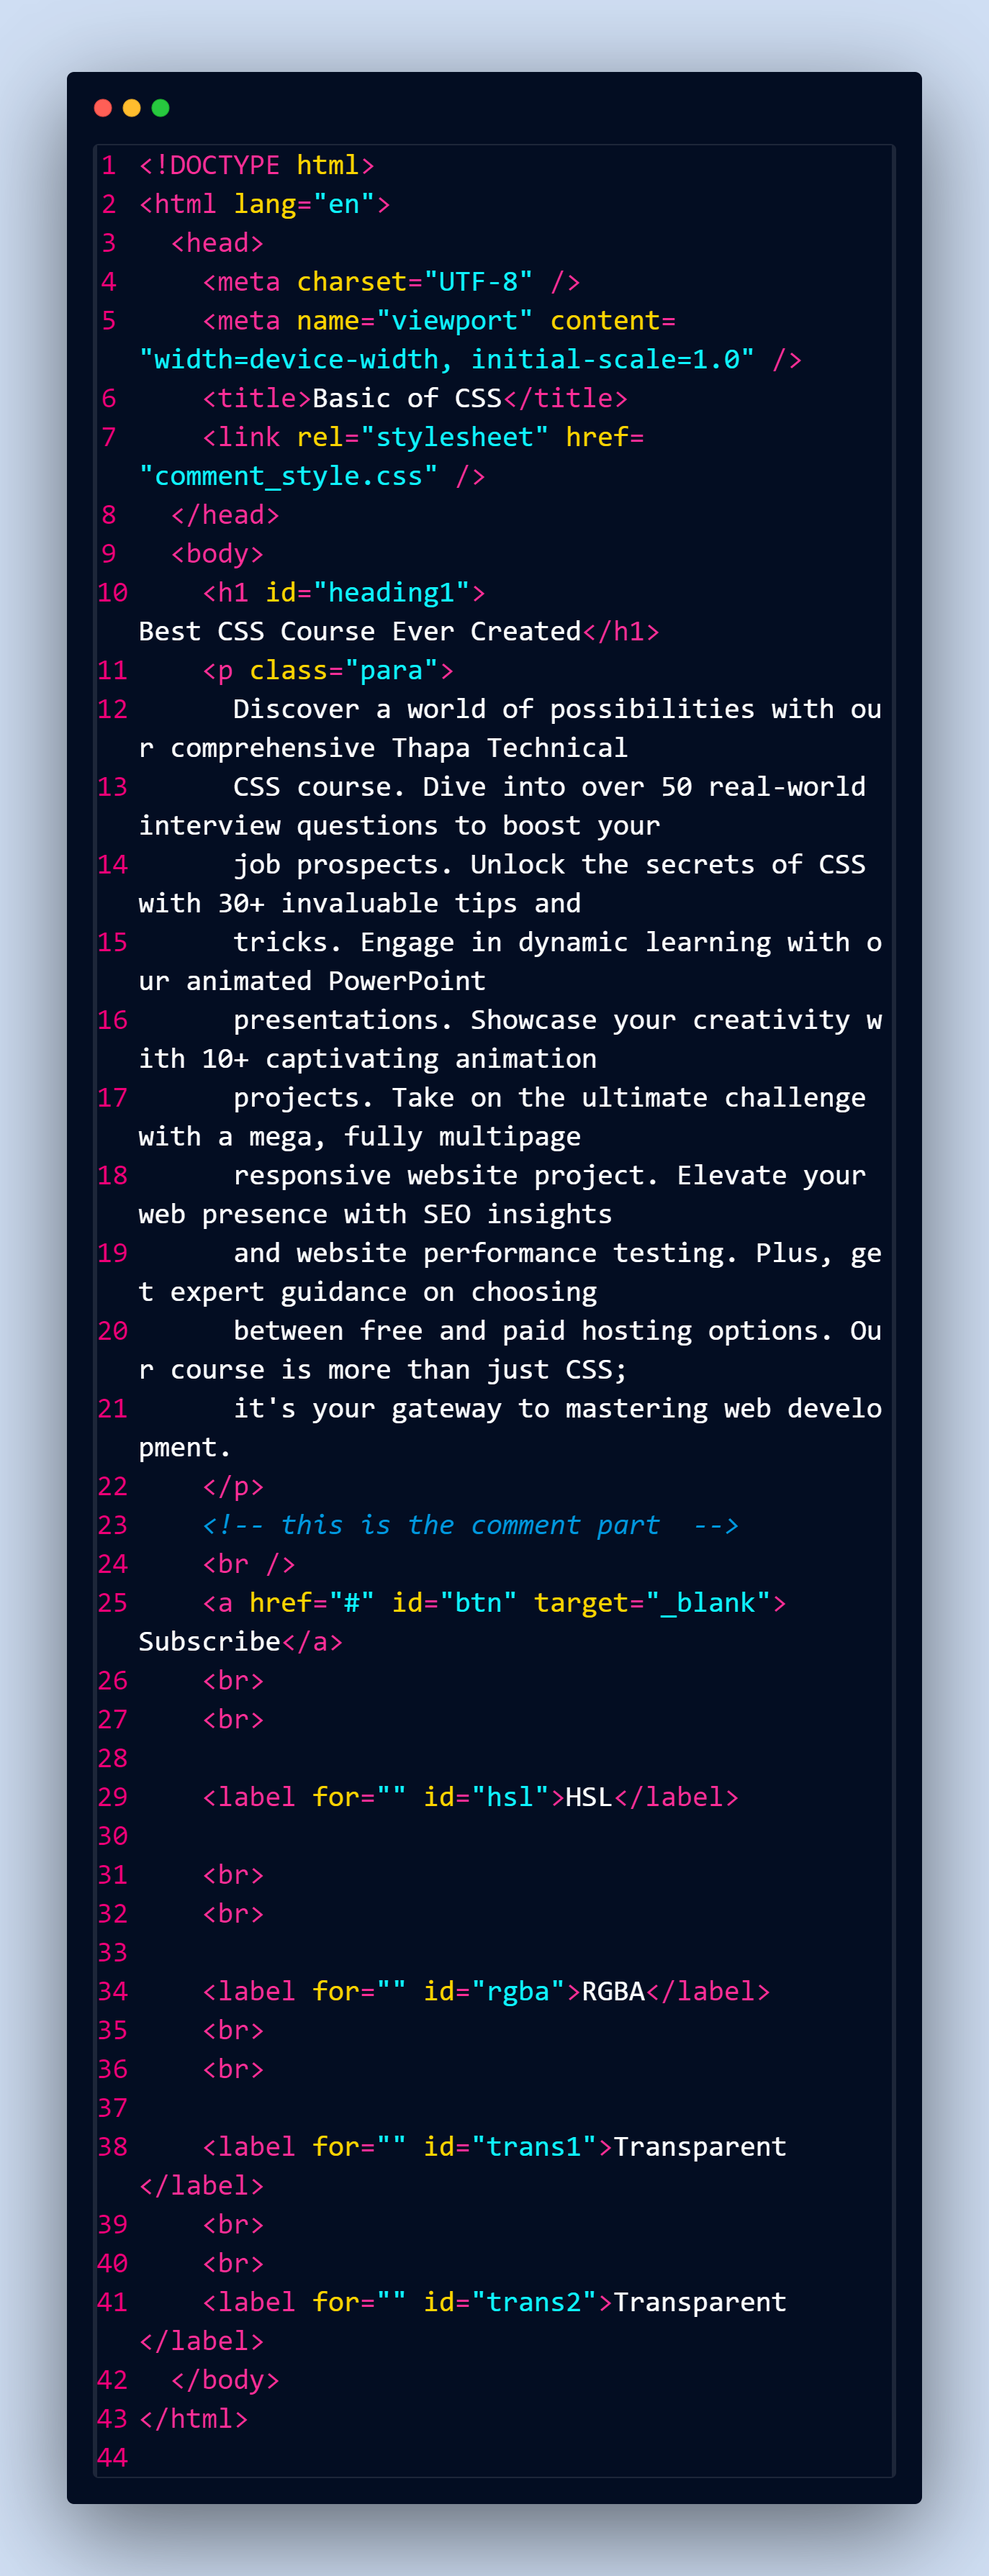 1 <!DOCTYPE html>
2 <html lang="en">
3   <head>
4     <meta charset="UTF-8" />
5     <meta name="viewport" content=
"width=device-width, initial-scale=1.0" />
6     <title>Basic of CSS</title>
7     <link rel="stylesheet" href=
"comment_style.css" />
8   </head>
9   <body>
10     <h1 id="heading1">
Best CSS Course Ever Created</h1>
11     <p class="para">
12       Discover a world of possibilities with ou
r comprehensive Thapa Technical
13       CSS course. Dive into over 50 real-world
interview questions to boost your
14       job prospects. Unlock the secrets of CSS
with 30+ invaluable tips and
15       tricks. Engage in dynamic learning with o
ur animated PowerPoint
16       presentations. Showcase your creativity w
ith 10+ captivating animation
17       projects. Take on the ultimate challenge
with a mega, fully multipage
18       responsive website project. Elevate your
web presence with SEO insights
19       and website performance testing. Plus, ge
t expert guidance on choosing
20       between free and paid hosting options. Ou
r course is more than just CSS;
21       it's your gateway to mastering web develo
pment.
22     </p>
23     <!-- this is the comment part  -->
24     <br />
25     <a href="#" id="btn" target="_blank">
Subscribe</a>
26     <br>
27     <br>
28
29     <label for="" id="hsl">HSL</label>
30
31     <br>
32     <br>
33
34     <label for="" id="rgba">RGBA</label>
35     <br>
36     <br>
37
38     <label for="" id="trans1">Transparent
</label>
39     <br>
40     <br>
41     <label for="" id="trans2">Transparent
</label>
42   </body>
43 </html>
44